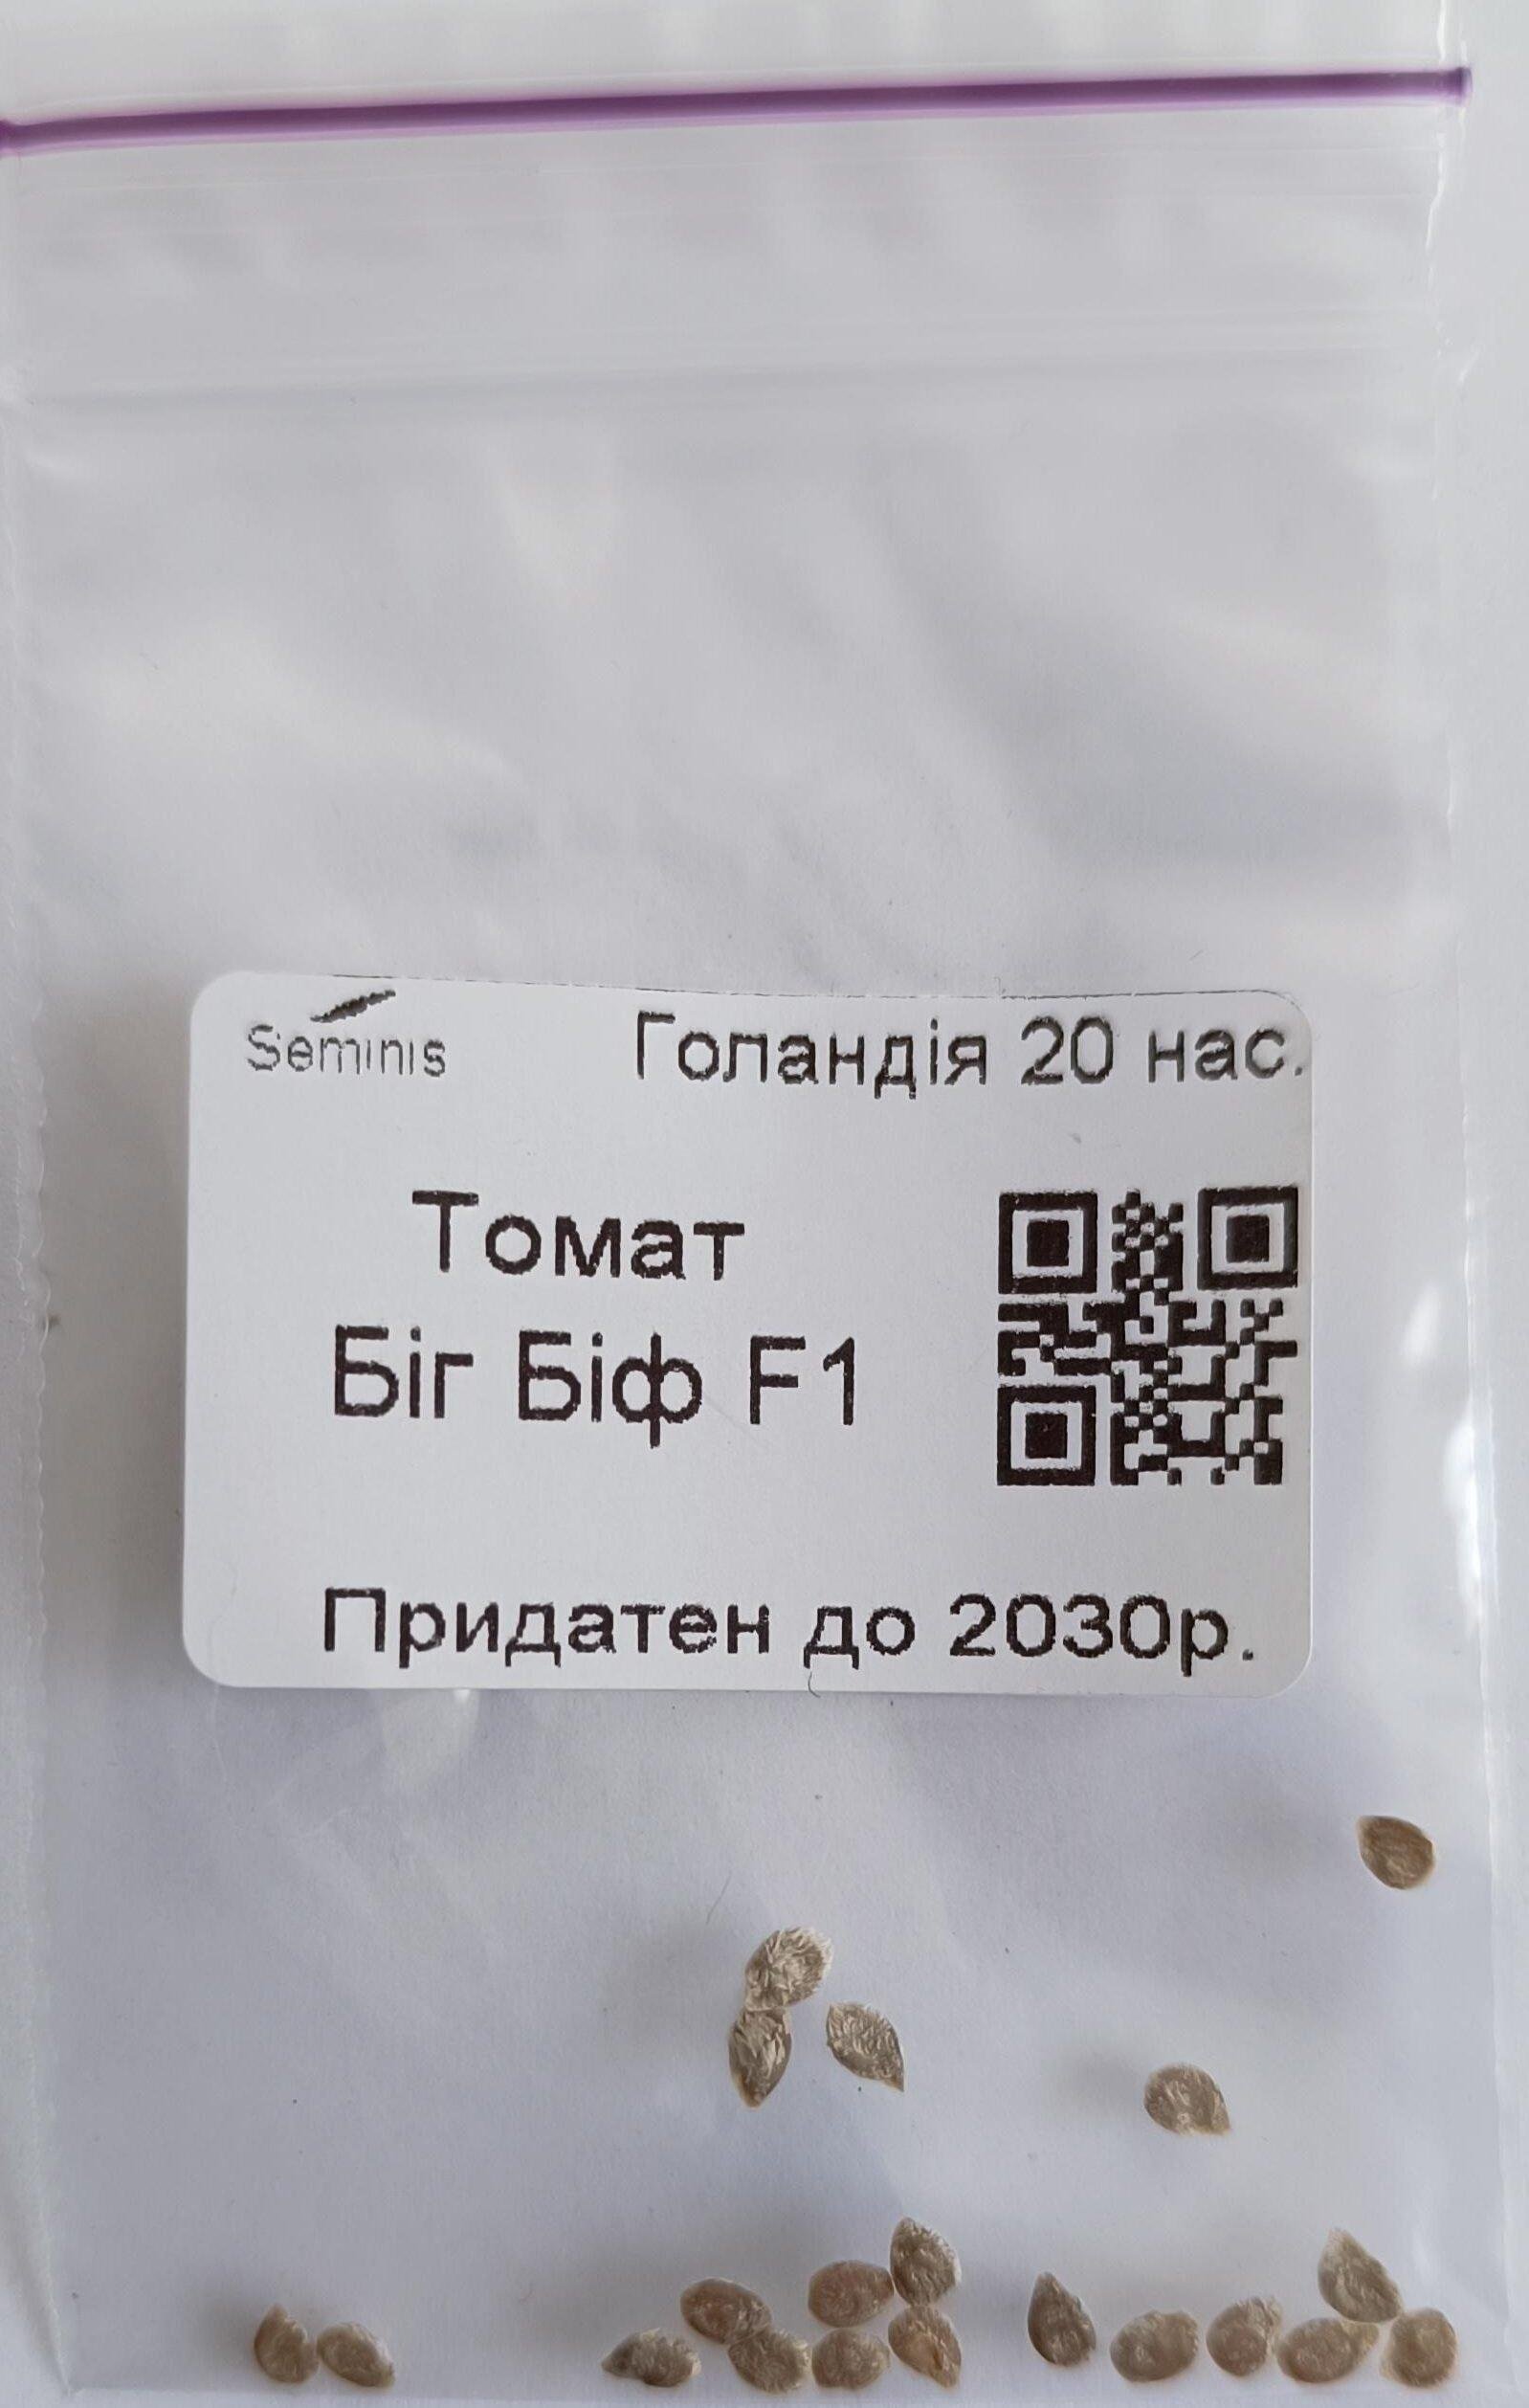 Seminis
Голандія 20 нас.
Томат
Біг Біф F1
Придатен до 2030р.